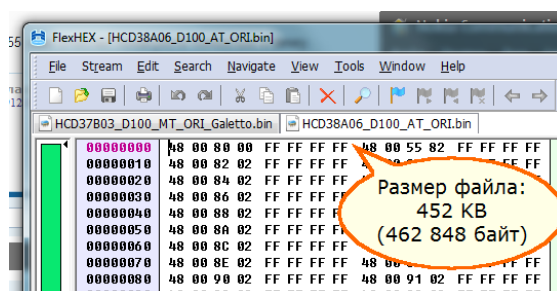 FlexHEX - [HCD38A06_D100_AT_ORI.bin]
File Stream Edit Search Navigate View Tools Window Help
HCD37B03_D100_MT_ORI_Galetto.bin HCD38A06_D100_AT_ORI.bin
00000000 48 00 80 00 FF FF FF FF 48 00 55 82 FF FF FF FF
00000010 48 00 82 02 FF FF FF FF
00000020 48 00 84 02 FF FF FF
00000030 48 00 86 02 FF FF FF
00000040 48 00 88 02 FF FF FF
00000050 48 00 8A 02 FF FF FF
00000060 48 00 8C 02 FF FF FF FF
00000070 48 00 8E 02 FF FF FF FF 48
00000080 48 00 90 02 FF FF FF FF 48 00 91 02 FF FF FF FF
Размер файла:
452 KB
(462 848 байт)